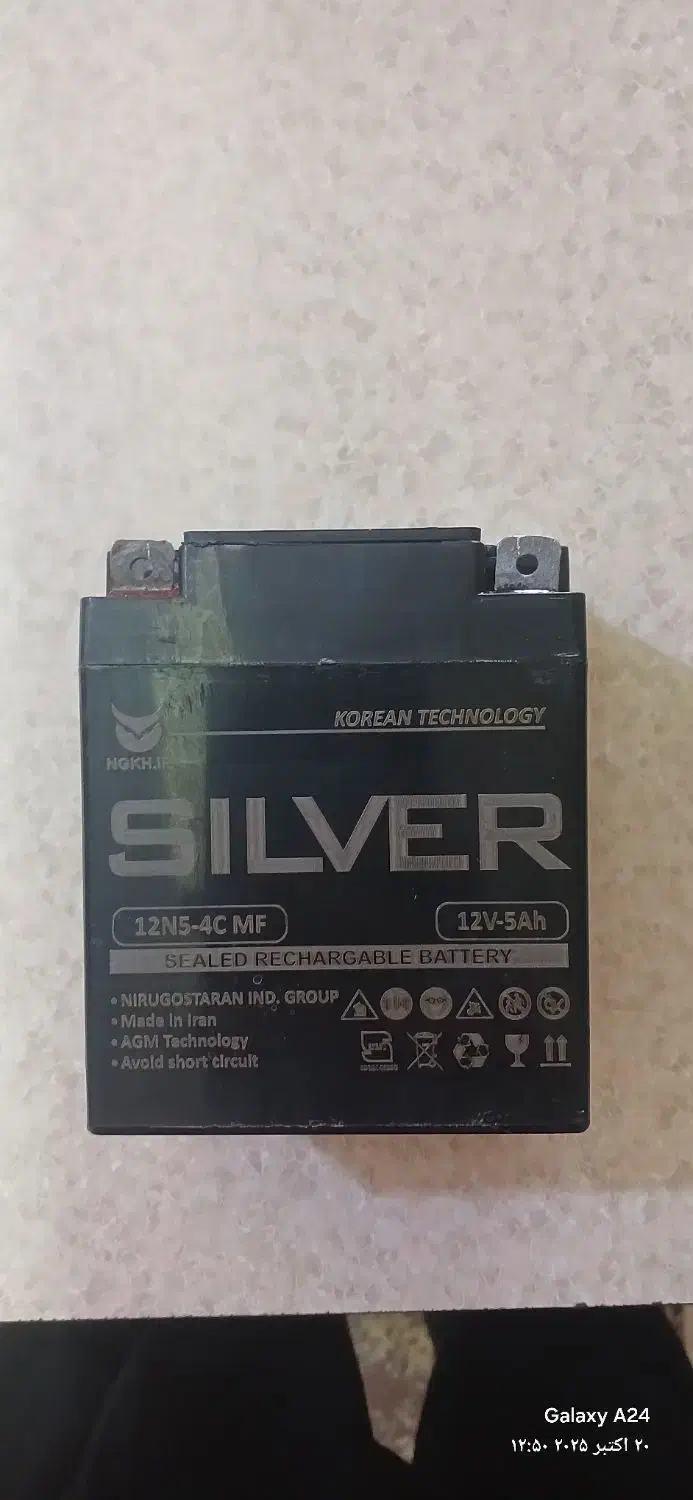 KOREAN TECHNOLOGY
NGKH.IR
SILVER
12N5-4C MF
12V-5Ah
SEALED RECHARGABLE BATTERY
• NIRUGOSTARAN IND. GROUP
• Made in Iran
• AGM Technology
• Avoid short circuit
Galaxy A24
۲۰ اکتبر ۲۰۲۵ ۱۲:۵۰